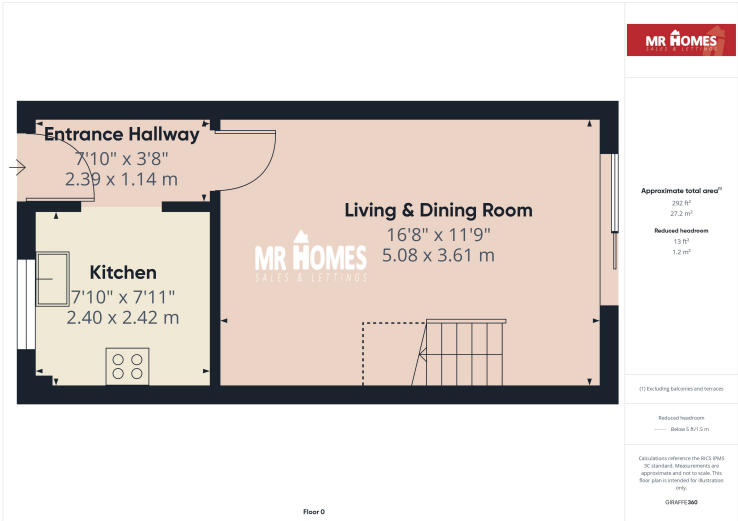 Entrance Hallway
7'10" x 3'8"
2.39 x 1.14 m
Living & Dining Room
16'8" x 11'9"
5.08 x 3.61 m
MR HOMES
SALES & LETTINGS
Kitchen
7'10" x 7'11"
2.40 x 2.42 m
Floor 0
MR HOMES
SALES & LETTINGS
Approximate total area(1)
292 ft²
27.2 m²
Reduced headroom
13 ft²
1.2 m²
(1) Excluding balconies and terraces
Reduced headroom
Below 5 ft/1.5 m
Calculations reference the RICS IPMS
3C standard. Measurements are
approximate and not to scale. This
floor plan is intended for illustration
only.
GIRAFFE360